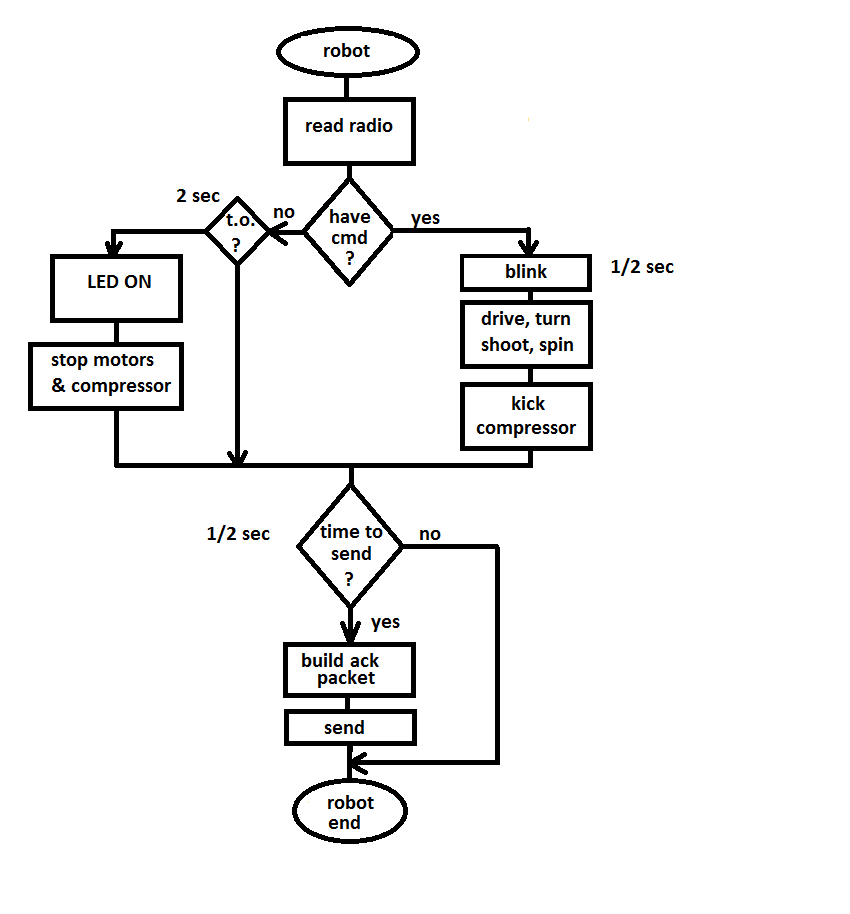 robot
read radio
have
cmd
?
no
yes
2 sec
t.o.
?
LED ON
stop motors
& compressor
blink
1/2 sec
drive, turn
shoot, spin
kick
compressor
1/2 sec
time to
send
?
no
yes
build ack
packet
send
robot
end